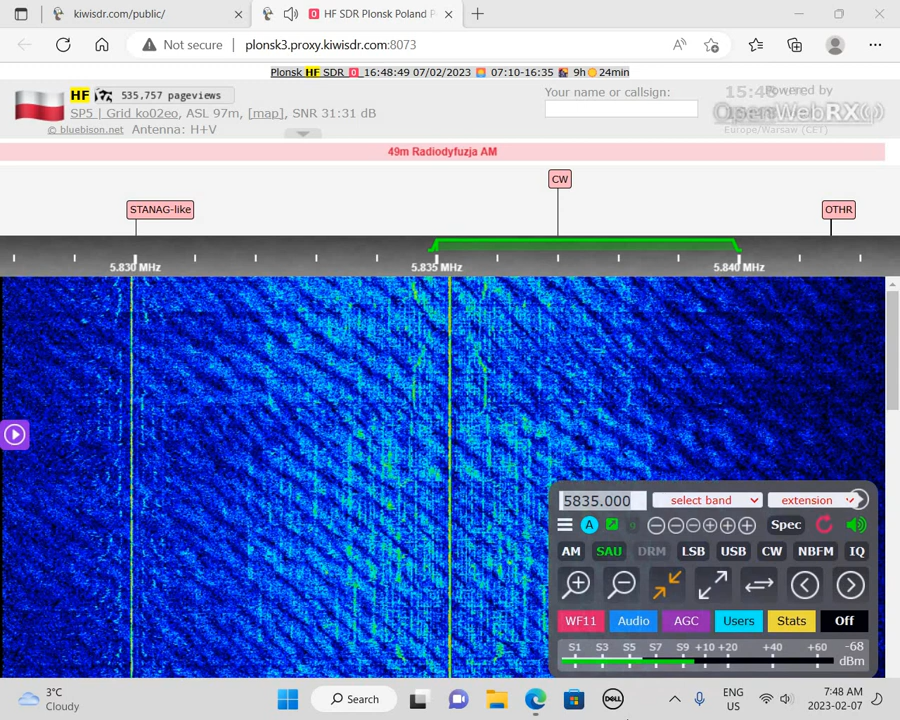 kiwisdr.com/public/
HF SDR Plonsk Poland P
Not secure
plonsk3.proxy.kiwisdr.com:8073
Plonsk HF SDR 0 16:48:49 07/02/2023 07:10-16:35 9h 24min
HF 535,757 pageviews
SP5 | Grid ko02eo, ASL 97m, [map], SNR 31:31 dB
© bluebison.net Antenna: H+V
Your name or callsign:
Powered by
OpenWebRX
Europe/Warsaw (CET)
49m Radiodyfuzja AM
CW
STANAG-like
OTHR
5.830 MHz 5.835 MHz 5.840 MHz
5835.000 select band extension
A 9 Spec
AM SAU DRM LSB USB CW NBFM IQ
WF11 Audio AGC Users Stats Off
S1 S3 S5 S7 S9 +10 +20 +40 +60 -68
dBm
3°C
Cloudy
Search
DELL
ENG
US
7:48 AM
2023-02-07